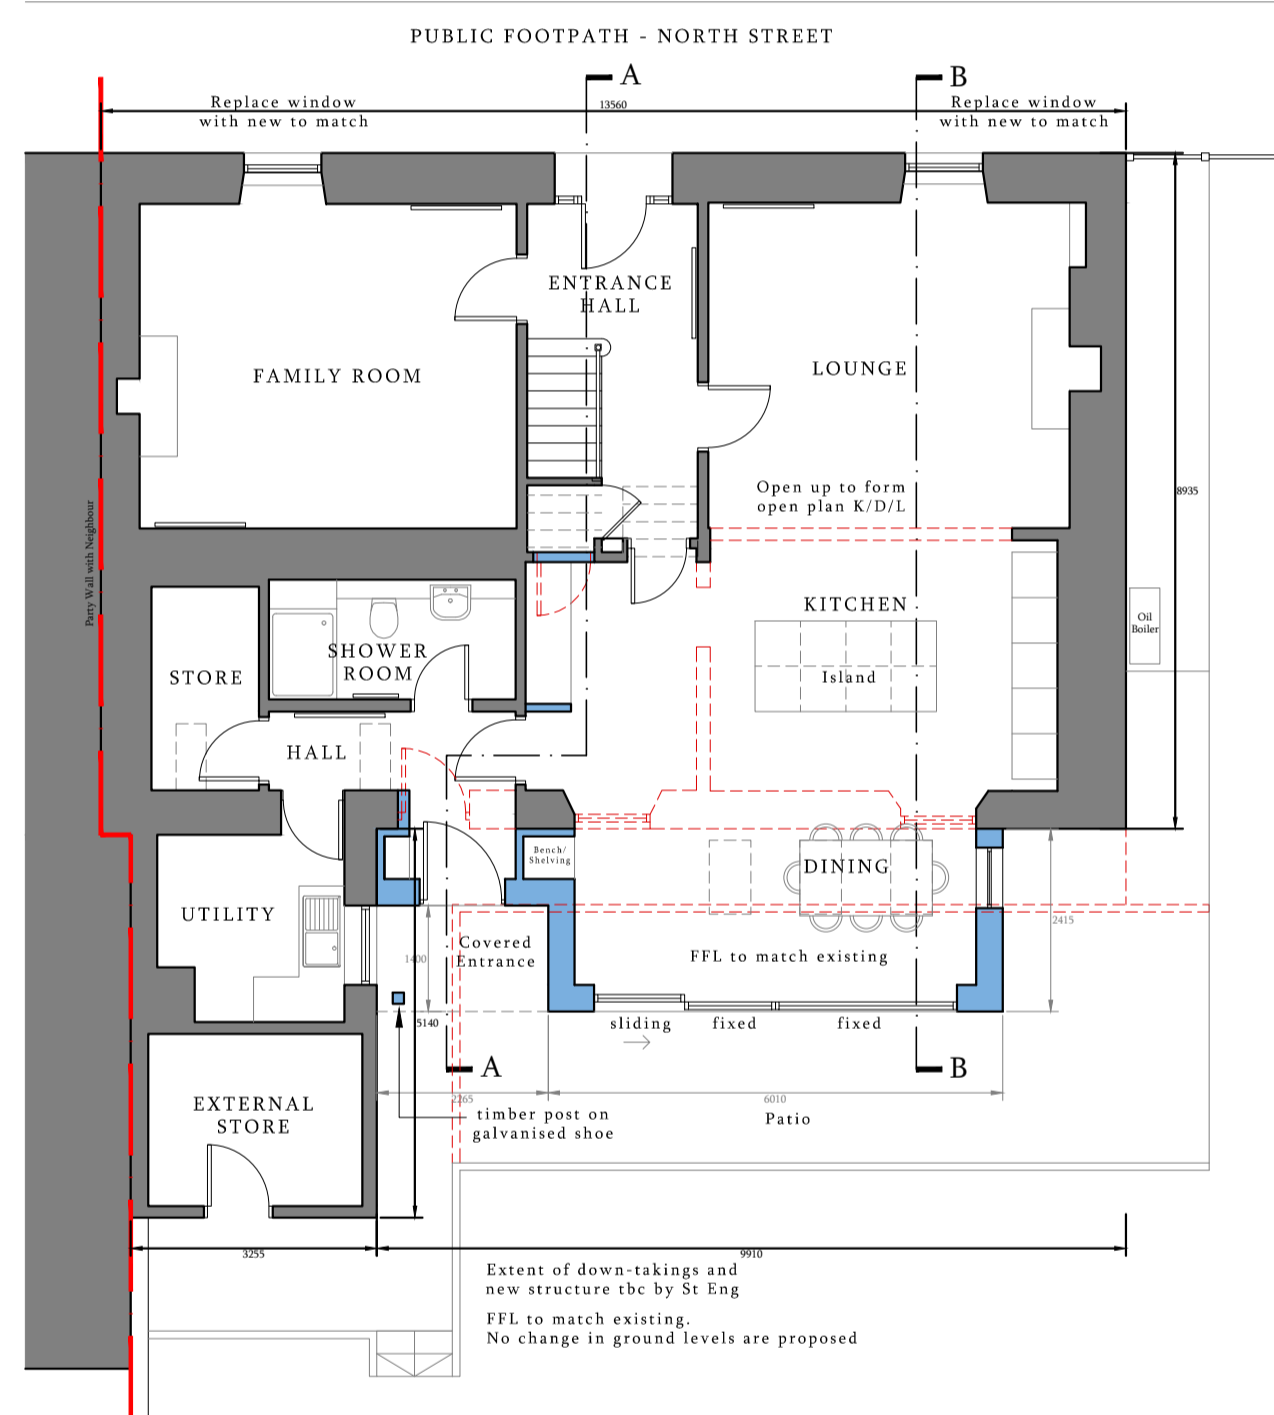 PUBLIC FOOTPATH - NORTH STREET
A
B
Replace window
with new to match
13560
Replace window
with new to match
ENTRANCE
HALL
FAMILY ROOM
LOUNGE
Open up to form
open plan K/D/L
8935
Party Wall with Neighbour
KITCHEN
Oil
Boiler
SHOWER
ROOM
STORE
Island
HALL
Bench/
Shelving
DINING
UTILITY
2415
Covered
Entrance
1400
FFL to match existing
5140
sliding
fixed
fixed
A
B
2265
6010
EXTERNAL
STORE
timber post on
galvanised shoe
Patio
3255
9910
Extent of down-takings and
new structure tbc by St Eng
FFL to match existing.
No change in ground levels are proposed